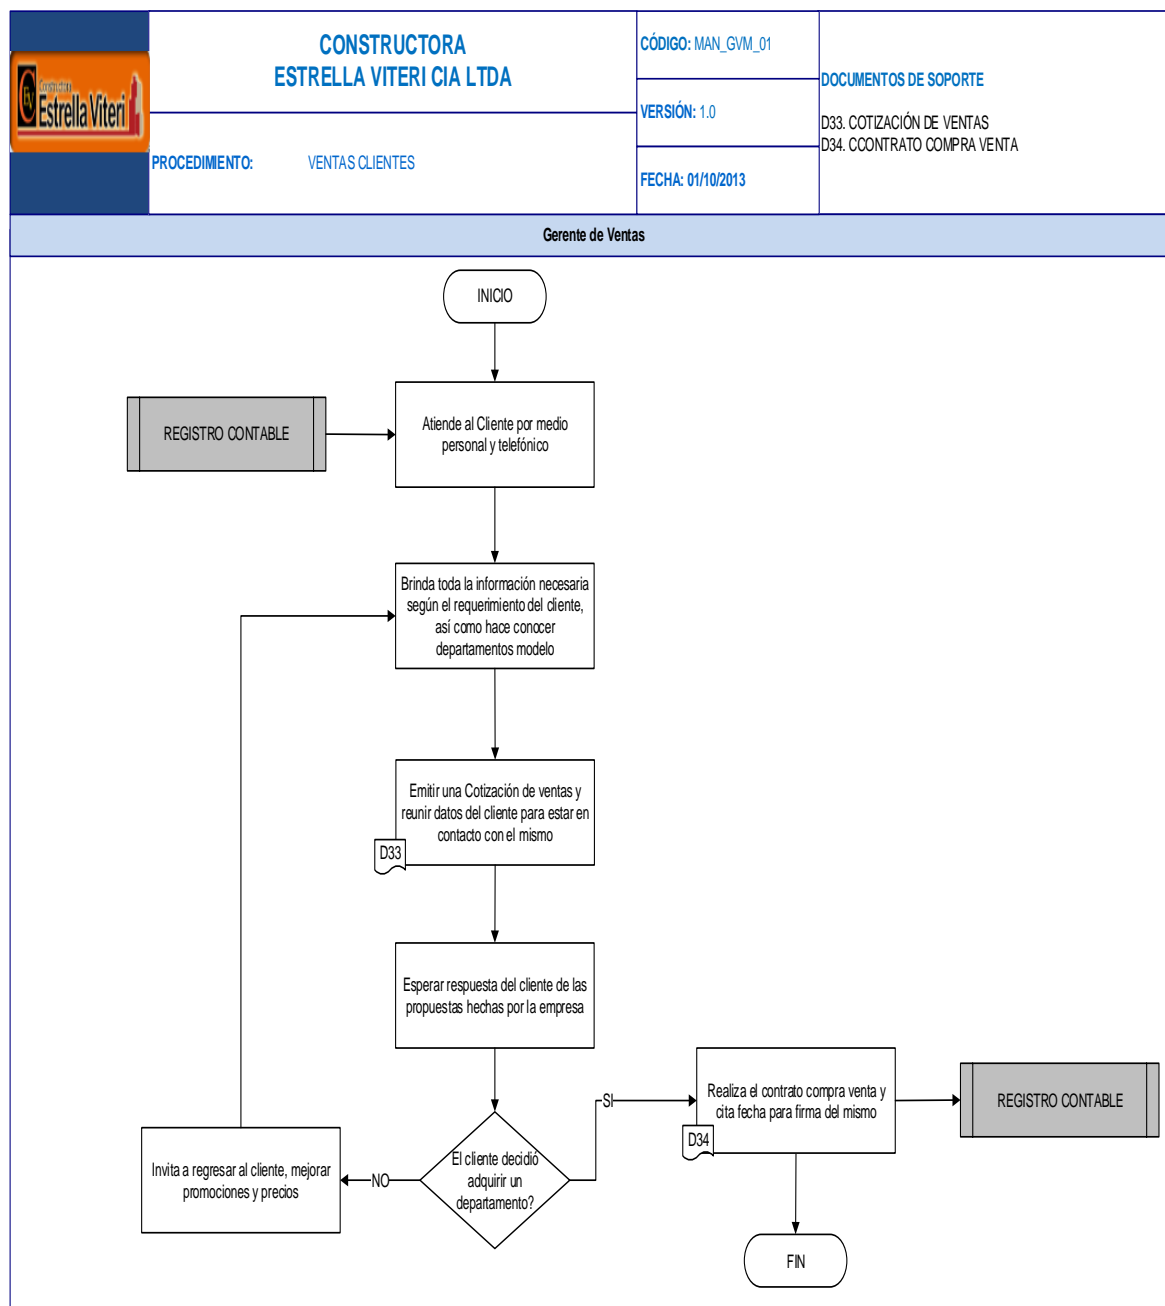 Constructora
Estrella Viteri
CONSTRUCTORA
ESTRELLA VITERI CIA LTDA
PROCEDIMIENTO: VENTAS CLIENTES
CÓDIGO: MAN_GVM_01
VERSIÓN: 1.0
FECHA: 01/10/2013
DOCUMENTOS DE SOPORTE
D33. COTIZACIÓN DE VENTAS
D34. CCONTRATO COMPRA VENTA
Gerente de Ventas
INICIO
REGISTRO CONTABLE
Atiende al Cliente por medio
personal y telefónico
Brinda toda la información necesaria
según el requerimiento del cliente,
así como hace conocer
departamentos modelo
Emitir una Cotización de ventas y
reunir datos del cliente para estar en
contacto con el mismo
D33
Esperar respuesta del cliente de las
propuestas hechas por la empresa
El cliente decidió
adquirir un
departamento?
NO
Invita a regresar al cliente, mejorar
promociones y precios
SI
Realiza el contrato compra venta y
cita fecha para firma del mismo
D34
REGISTRO CONTABLE
FIN